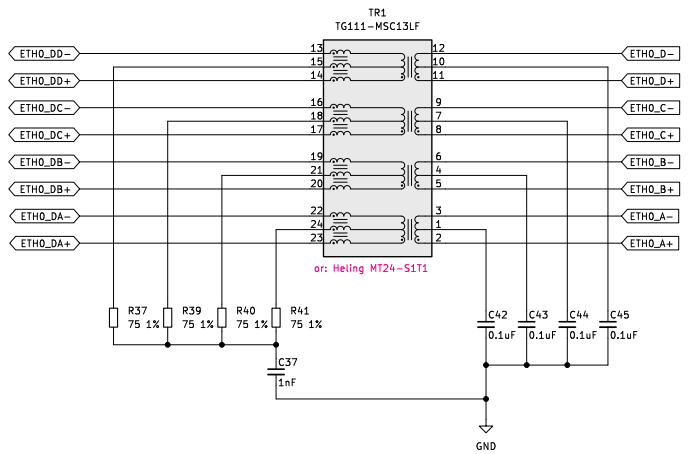 TR1
TG111-MSC13LF
ETH0_DD- 13 12 ETH0_D-
15 10
ETH0_DD+ 14 11 ETH0_D+
ETH0_DC- 16 9 ETH0_C-
18 7
ETH0_DC+ 17 8 ETH0_C+
ETH0_DB- 19 6 ETH0_B-
21 4
ETH0_DB+ 20 5 ETH0_B+
ETH0_DA- 22 3 ETH0_A-
24 1
ETH0_DA+ 23 2 ETH0_A+
or: Heling MT24-S1T1
R37 R39 R40 R41 C42 C43 C44 C45
75 1% 75 1% 75 1% 75 1% 0.1uF 0.1uF 0.1uF 0.1uF
C37
1nF
GND